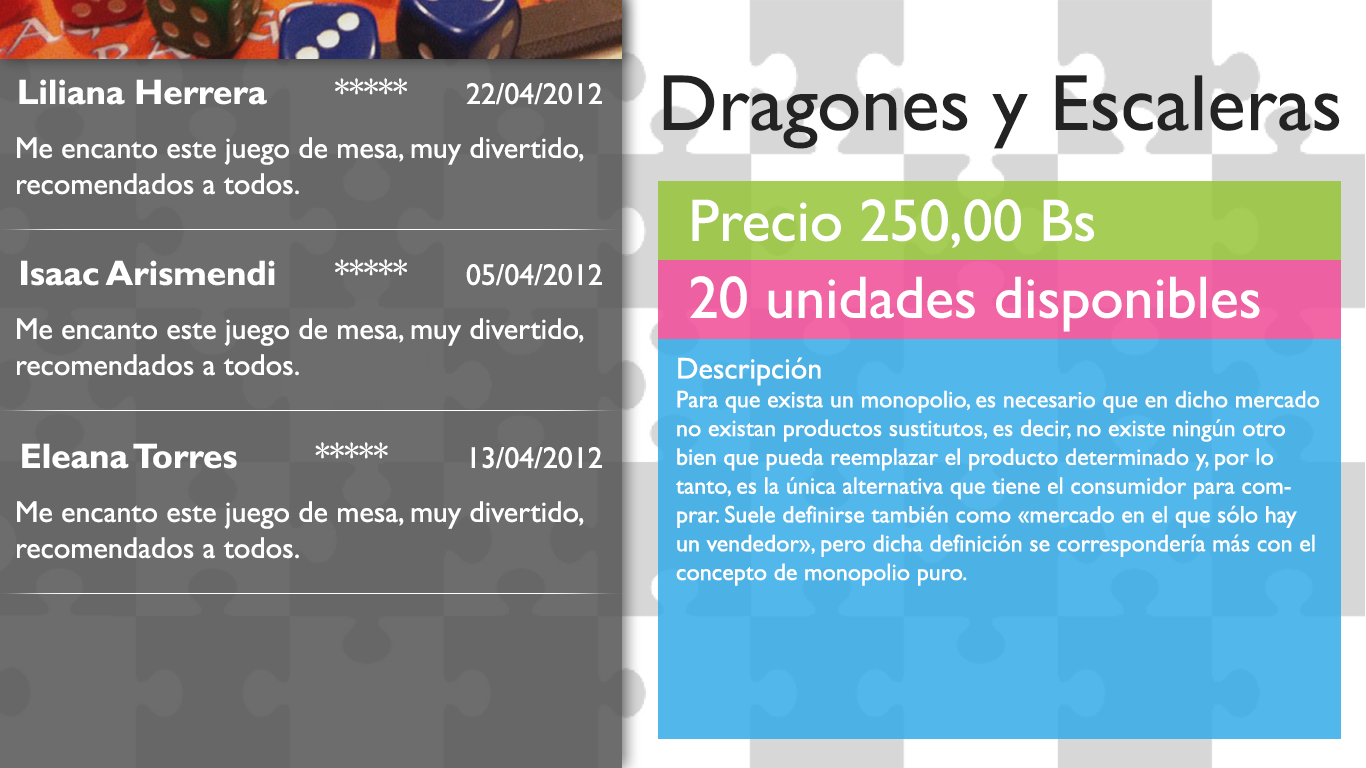 Liliana Herrera ***** 22/04/2012
Me encanto este juego de mesa, muy divertido,
recomendados a todos.
Isaac Arismendi ***** 05/04/2012
Me encanto este juego de mesa, muy divertido,
recomendados a todos.
Eleana Torres ***** 13/04/2012
Me encanto este juego de mesa, muy divertido,
recomendados a todos.
Dragones y Escaleras
Precio 250,00 Bs
20 unidades disponibles
Descripción
Para que exista un monopolio, es necesario que en dicho mercado
no existan productos sustitutos, es decir, no existe ningún otro
bien que pueda reemplazar el producto determinado y, por lo
tanto, es la única alternativa que tiene el consumidor para com-
prar. Suele definirse también como «mercado en el que sólo hay
un vendedor», pero dicha definición se correspondería más con el
concepto de monopolio puro.